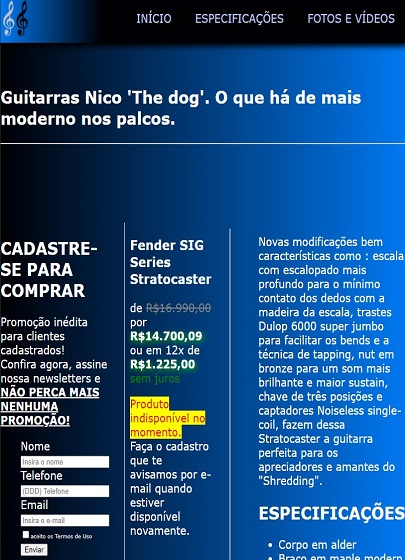 INÍCIO ESPECIFICAÇÕES FOTOS E VÍDEOS
Guitarras Nico 'The dog'. O que há de mais
moderno nos palcos.
CADASTRE-
SE PARA
COMPRAR
Promoção inédita
para clientes
cadastrados!
Confira agora, assine
nossa newsletters e
NÃO PERCA MAIS
NENHUMA
PROMOÇÃO!
Nome
Insira o nome
Telefone
(DDD) Telefone
Email
Insira o e-mail
aceito os Termos de Uso
Enviar
Fender SIG
Series
Stratocaster
de R$16.990,00
por
R$14.700,09
ou em 12x de
R$1.225,00
sem juros
Produto
indisponível no
momento.
Faça o cadastro
que te
avisamos por e-
mail quando
estiver
disponível
novamente.
Novas modificações bem
características como : escala
com escalopado mais
profundo para o mínimo
contato dos dedos com a
madeira da escala, trastes
Dulop 6000 super jumbo
para facilitar os bends e a
técnica de tapping, nut em
bronze para um som mais
brilhante e maior sustain,
chave de três posições e
captadores Noiseless single-
coil, fazem dessa
Stratocaster a guitarra
perfeita para os
apreciadores e amantes do
"Shredding".
ESPECIFICAÇÕES
• Corpo em alder
• Braço em maple modern